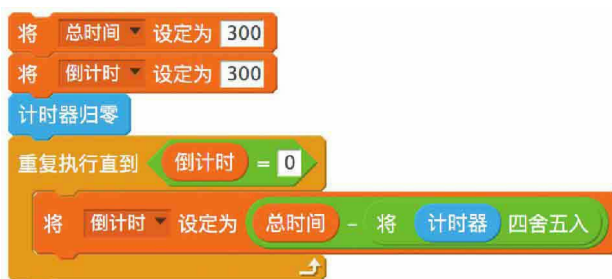 将 总时间 设定为 300
将 倒计时 设定为 300
计时器归零
重复执行直到 倒计时 = 0
将 倒计时 设定为 总时间 - 将 计时器 四舍五入